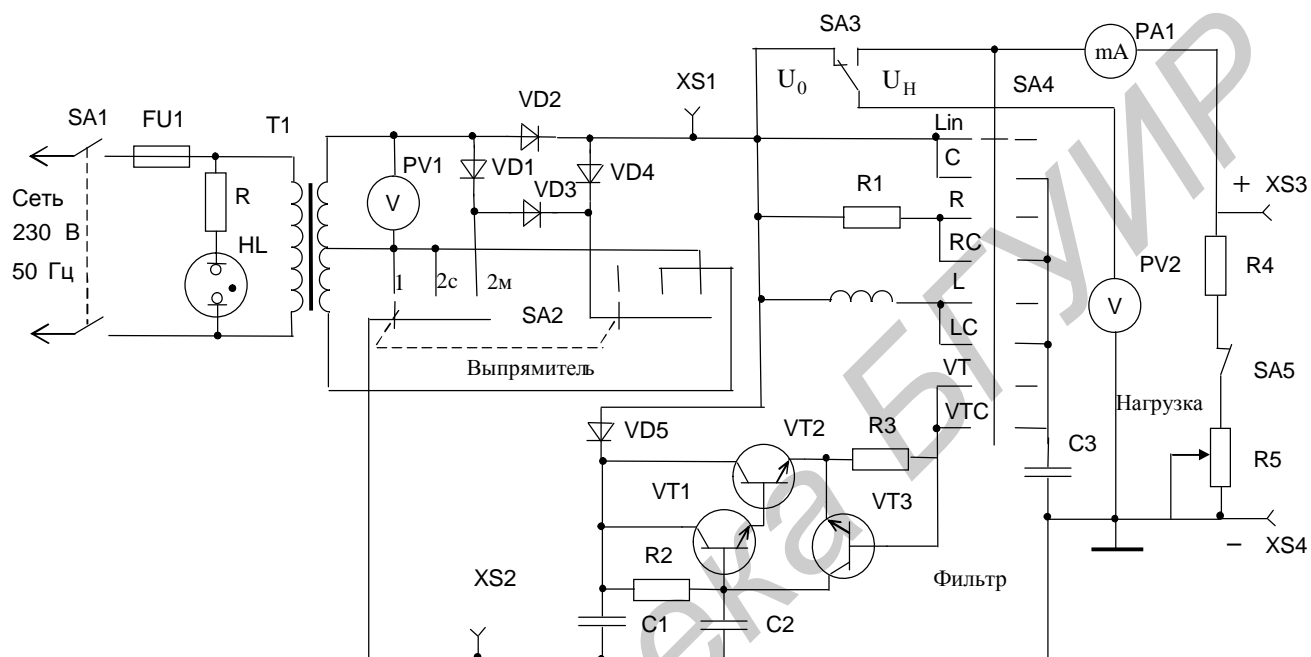 SA3
PA1
mA
U0
UН
SA4
XS1
SA1
FU1
T1
VD2
Lin
C
PV1
V
VD1
VD3
VD4
R1
R
RC
L
LC
VT
VTC
+ XS3
Сеть
230 В
50 Гц
R
HL
1
2с
2м
SA2
Выпрямитель
PV2
V
R4
SA5
Нагрузка
R5
VD5
VT2
R3
C3
VT1
VT3
R2
− XS4
XS2
Фильтр
C1
C2
ека БГУИР